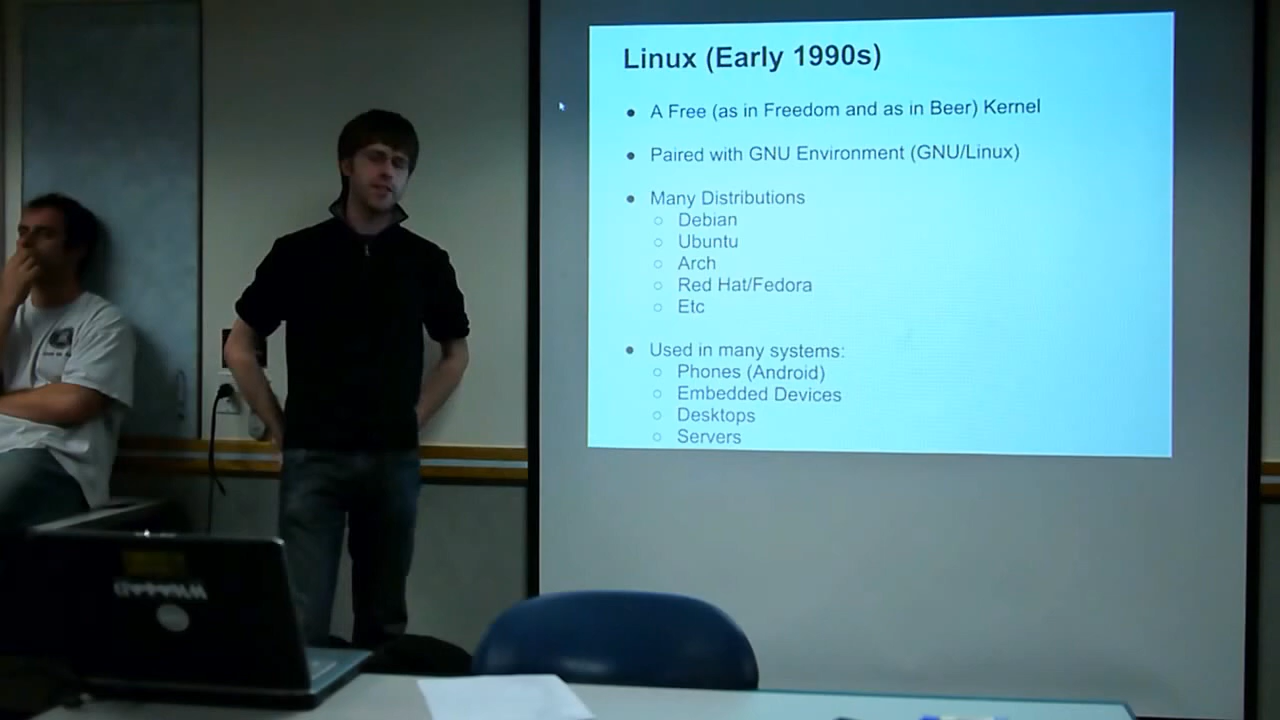 Linux (Early 1990s)
A Free (as in Freedom and as in Beer) Kernel
Paired with GNU Environment (GNU/Linux)
Many Distributions
Debian
Ubuntu
Arch
Red Hat/Fedora
Etc
Used in many systems:
Phones (Android)
Embedded Devices
Desktops
Servers